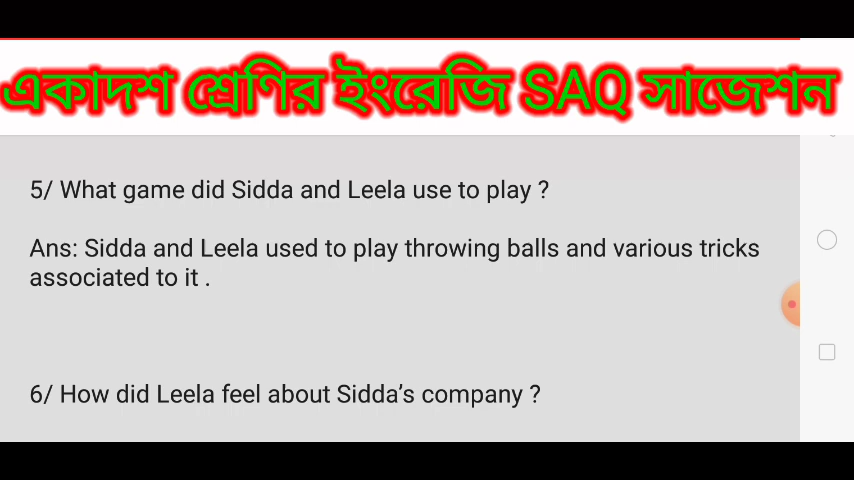 একাদশ শ্রেণির ইংরেজি SAQ সাজেশন
5/ What game did Sidda and Leela use to play ?
Ans: Sidda and Leela used to play throwing balls and various tricks
associated to it .
6/ How did Leela feel about Sidda’s company ?